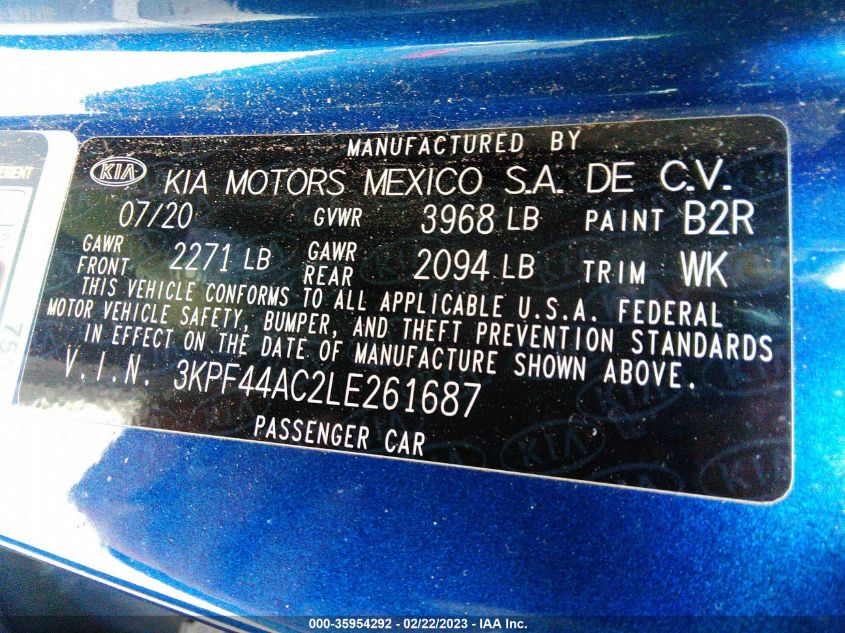 MANUFACTURED BY
KIA KIA MOTORS MEXICO S.A. DE C.V.
07/20 GVWR 3968 LB PAINT B2R
GAWR FRONT 2271 LB GAWR REAR 2094 LB TRIM WK
THIS VEHICLE CONFORMS TO ALL APPLICABLE U.S.A. FEDERAL
MOTOR VEHICLE SAFETY, BUMPER, AND THEFT PREVENTION STANDARDS
IN EFFECT ON THE DATE OF MANUFACTURE SHOWN ABOVE.
V.I.N. 3KPF44AC2LE261687
PASSENGER CAR
000-35954292 - 02/22/2023 - IAA Inc.